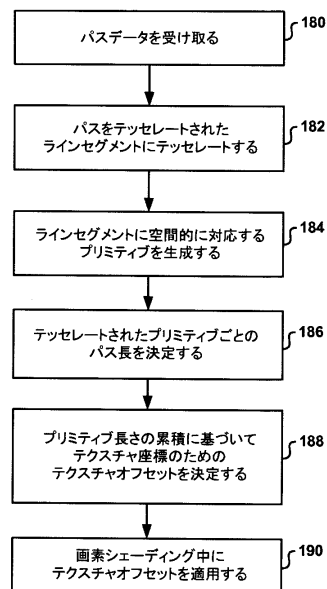 パスデータを受け取る
180
パスをテッセレートされた
ラインセグメントにテッセレートする
182
ラインセグメントに空間的に対応する
プリミティブを生成する
184
テッセレートされたプリミティブごとの
パス長を決定する
186
プリミティブ長さの累積に基づいて
テクスチャ座標のための
テクスチャオフセットを決定する
188
画素シェーディング中に
テクスチャオフセットを適用する
190